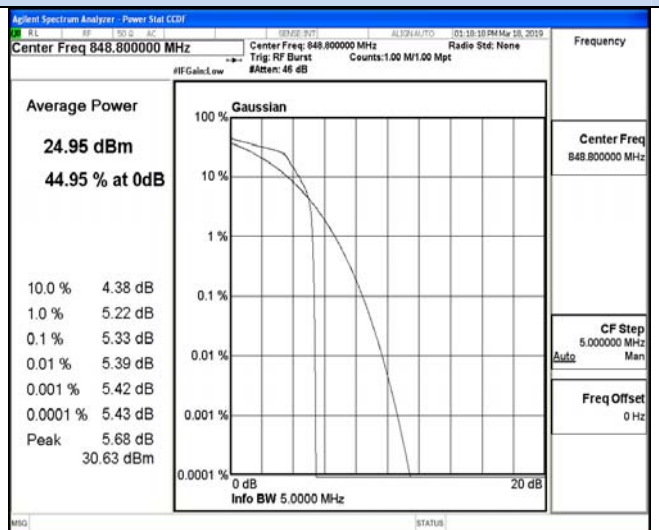 Agilent Spectrum Analyzer - Power Stat CCDF
RL RF 50 Ω AC SENSE:INT ALIGN AUTO 01:18:18 PM Mar 18, 2019
Center Freq 848.800000 MHz
Center Freq: 848.800000 MHz Radio Std: None
Trig: RF Burst Counts:1.00 M/1.00 Mpt
#IFGain:Low #Atten: 46 dB
Frequency
Average Power
24.95 dBm
44.95 % at 0dB
10.0 % 4.38 dB
1.0 % 5.22 dB
0.1 % 5.33 dB
0.01 % 5.39 dB
0.001 % 5.42 dB
0.0001 % 5.43 dB
Peak 5.68 dB
30.63 dBm
Gaussian
100 %
10 %
1 %
0.1 %
0.01 %
0.001 %
0.0001 %
0 dB 20 dB
Info BW 5.0000 MHz
Center Freq
848.800000 MHz
CF Step
5.000000 MHz
Auto Man
Freq Offset
0 Hz
MSG STATUS